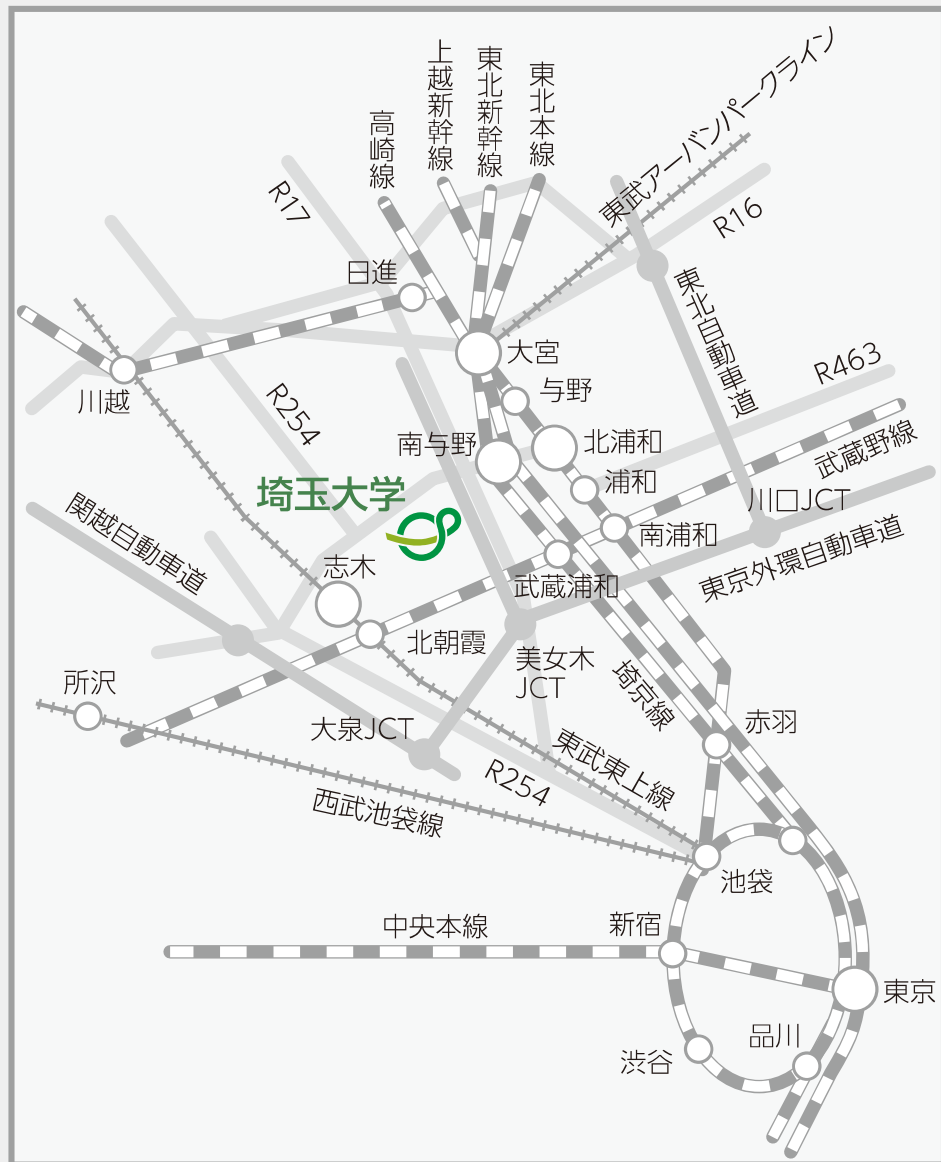 上越新幹線
東北新幹線
東北本線
高崎線
東武アーバンパークライン
R17
R16
日進
東北自動車道
大宮
R463
与野
川越
R254
南与野
北浦和
武蔵野線
浦和
埼玉大学
川口JCT
関越自動車道
南浦和
東京外環自動車道
志木
武蔵浦和
北朝霞
美女木
JCT
埼京線
所沢
大泉JCT
赤羽
東武東上線
R254
西武池袋線
池袋
新宿
中央本線
東京
品川
渋谷